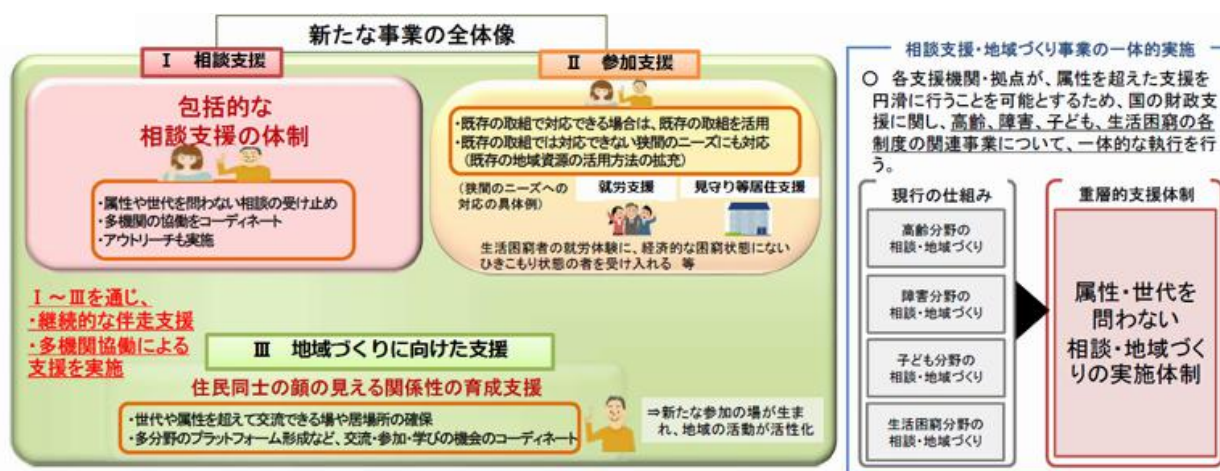 新たな事業の全体像
Ⅰ 相談支援
包括的な
相談支援の体制
・属性や世代を問わない相談の受け止め
・多機関の協働をコーディネート
・アウトリーチも実施
Ⅱ 参加支援
・既存の取組で対応できる場合は、既存の取組を活用
・既存の取組では対応できない狭間のニーズにも対応
（既存の地域資源の活用方法の拡充）
（狭間のニーズへの
対応の具体例）
就労支援
見守り等居住支援
生活困窮者の就労体験に、経済的な困窮状態にない
ひきこもり状態の者を受け入れる 等
Ⅰ～Ⅲを通じ、
・継続的な伴走支援
・多機関協働による
支援を実施
Ⅲ 地域づくりに向けた支援
住民同士の顔の見える関係性の育成支援
・世代や属性を超えて交流できる場や居場所の確保
・多分野のプラットフォーム形成など、交流・参加・学びの機会のコーディネート
⇒新たな参加の場が生ま
れ、地域の活動が活性化
相談支援・地域づくり事業の一体的実施
○ 各支援機関・拠点が、属性を超えた支援を
円滑に行うことを可能とするため、国の財政支
援に関し、高齢、障害、子ども、生活困窮の各
制度の関連事業について、一体的な執行を行
う。
現行の仕組み
高齢分野の
相談・地域づくり
障害分野の
相談・地域づくり
子ども分野の
相談・地域づくり
生活困窮分野の
相談・地域づくり
重層的支援体制
属性・世代を
問わない
相談・地域づく
りの実施体制